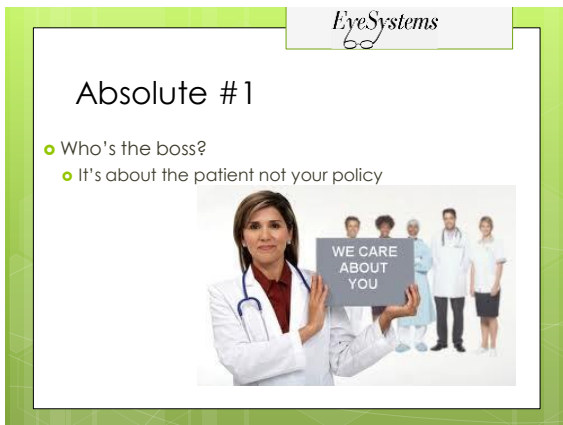 EyeSystems
Absolute #1
Who's the boss?
It's about the patient not your policy
WE CARE
ABOUT
YOU